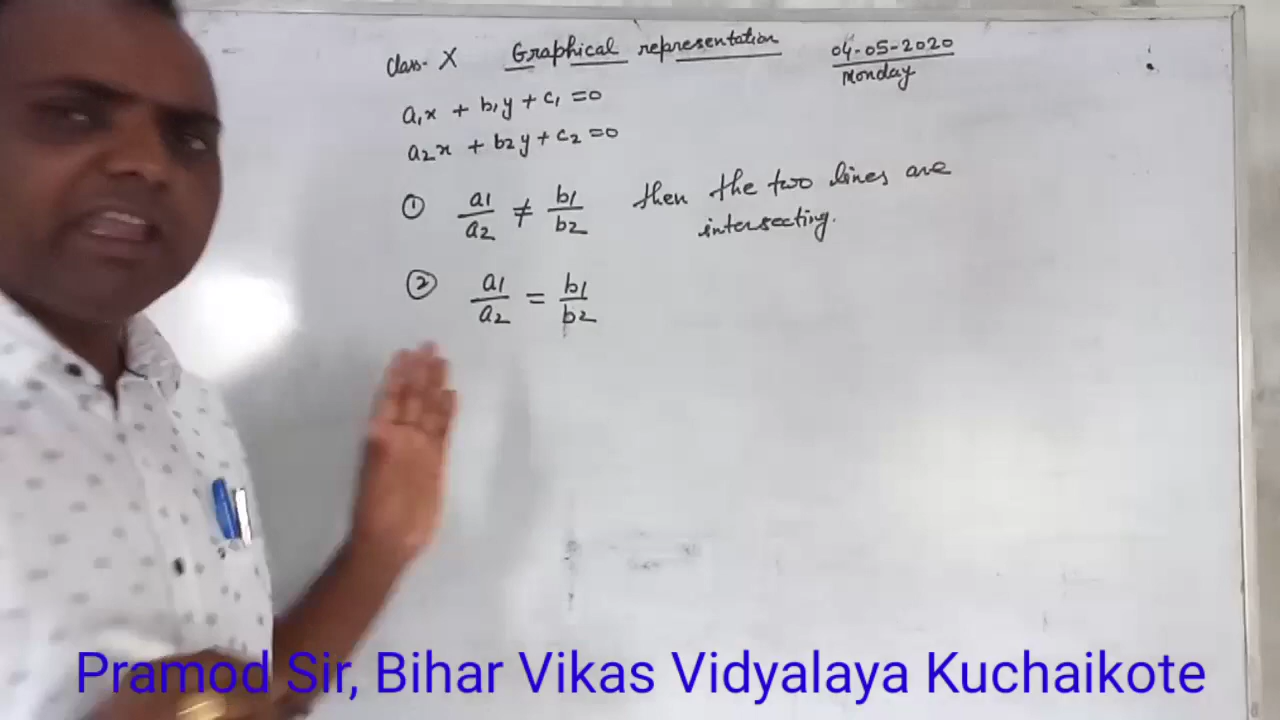 class- X Graphical representation 04-05-2020
Monday
a1x + b1y + c1 = 0
a2x + b2y + c2 = 0
① a1/a2 ≠ b1/b2 then the two lines are
intersecting.
② a1/a2 = b1/b2
Pramod Sir, Bihar Vikas Vidyalaya Kuchaikote